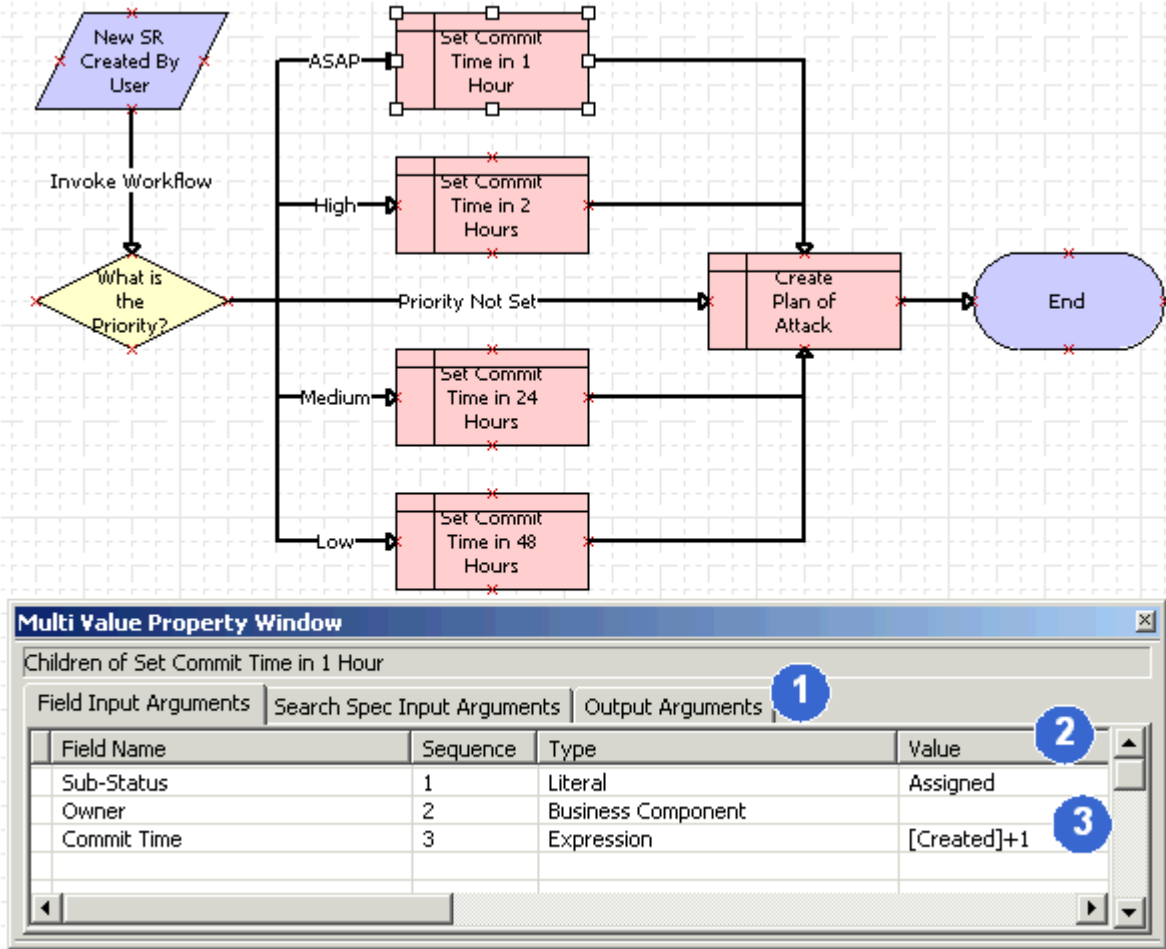 New SR
Created By
User
Invoke Workflow
What is
the
Priority?
ASAP
Set Commit
Time in 1
Hour
High
Set Commit
Time in 2
Hours
Priority Not Set
Create
Plan of
Attack
End
Medium
Set Commit
Time in 24
Hours
Low
Set Commit
Time in 48
Hours
Multi Value Property Window
Children of Set Commit Time in 1 Hour
Field Input Arguments Search Spec Input Arguments Output Arguments 1
Field Name Sequence Type Value 2
Sub-Status 1 Literal Assigned
Owner 2 Business Component 3
Commit Time 3 Expression [Created]+1